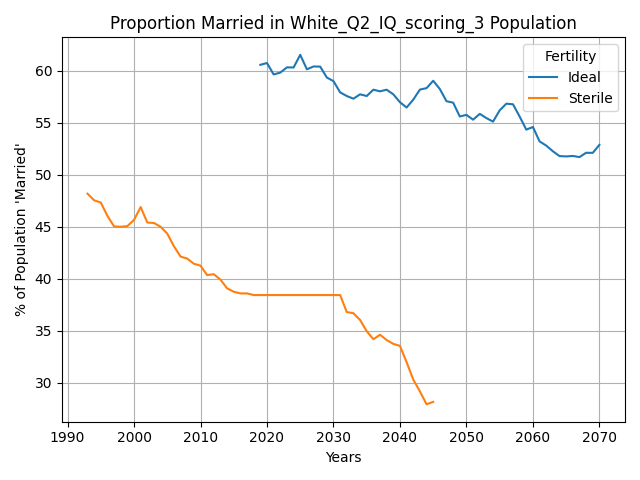 Proportion Married in White_Q2_IQ_scoring_3 Population
Fertility
Ideal
Sterile
% of Population 'Married'
60
55
50
45
40
35
30
1990 2000 2010 2020 2030 2040 2050 2060 2070
Years